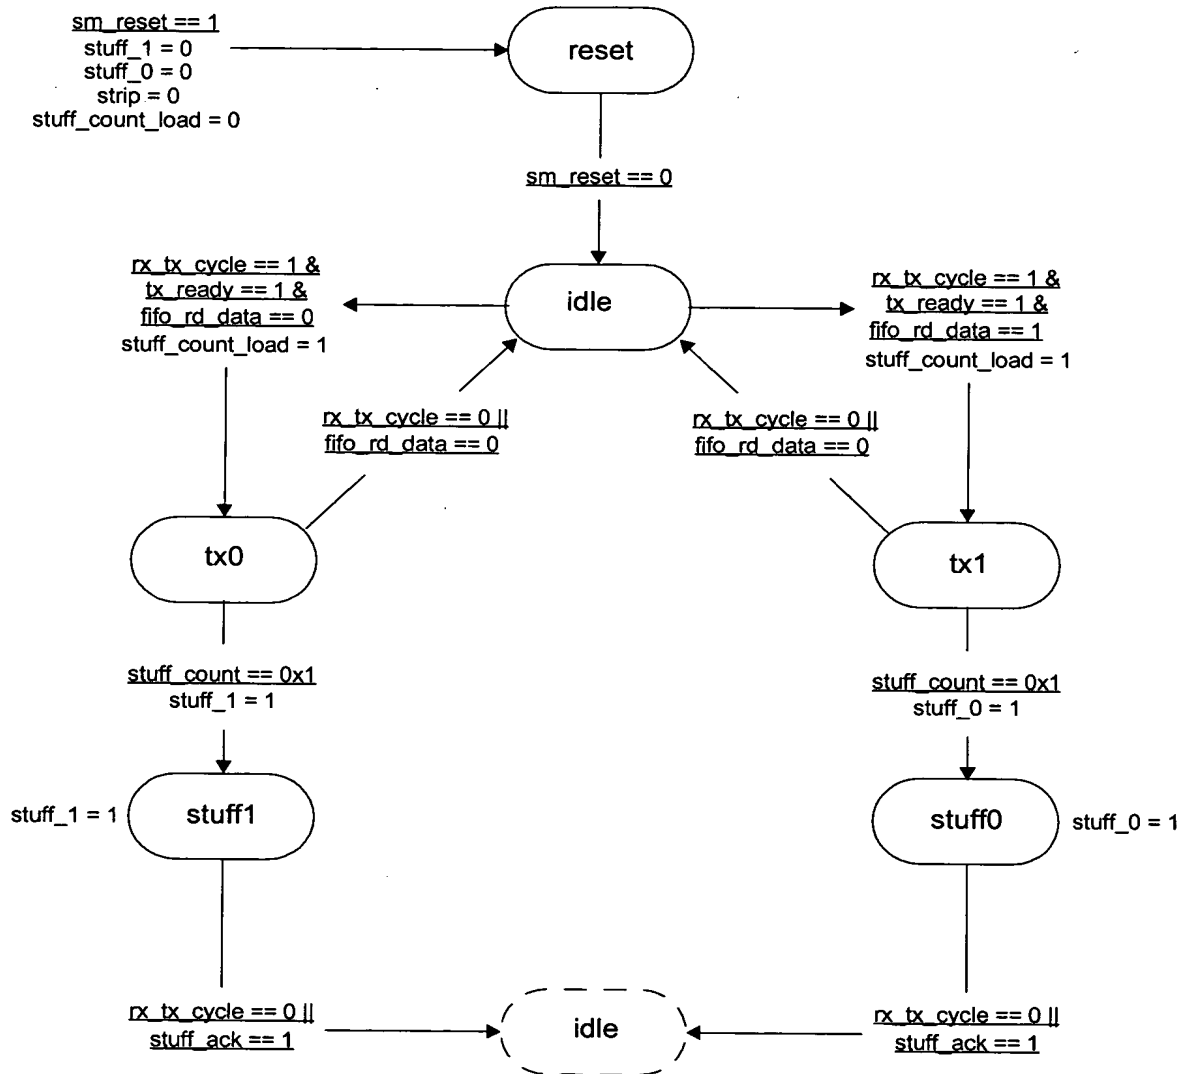 sm_reset == 1
stuff_1 = 0
stuff_0 = 0
strip = 0
stuff_count_load = 0
reset
sm_reset == 0
rx_tx_cycle == 1 &
tx_ready == 1 &
fifo_rd_data == 0
stuff_count_load = 1
idle
rx_tx_cycle == 1 &
tx_ready == 1 &
fifo_rd_data == 1
stuff_count_load = 1
rx_tx_cycle == 0 ||
fifo_rd_data == 0
rx_tx_cycle == 0 ||
fifo_rd_data == 0
tx0
tx1
stuff_count == 0x1
stuff_1 = 1
stuff_count == 0x1
stuff_0 = 1
stuff_1 = 1
stuff1
stuff0
stuff_0 = 1
rx_tx_cycle == 0 ||
stuff_ack == 1
idle
rx_tx_cycle == 0 ||
stuff_ack == 1